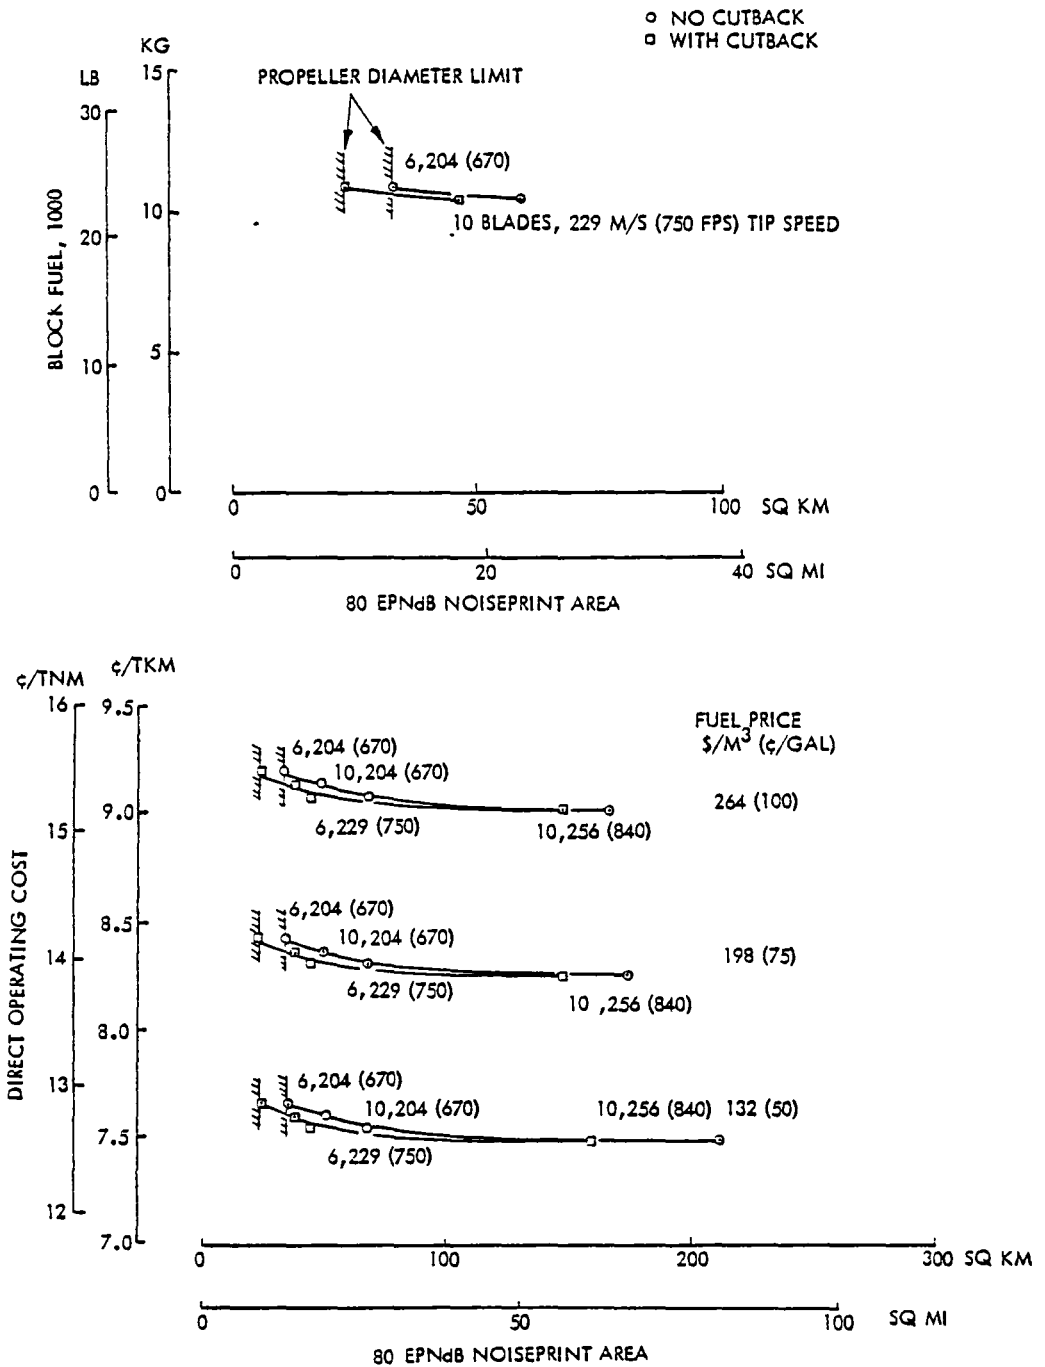 ○ NO CUTBACK
□ WITH CUTBACK
KG
LB
15
30
PROPELLER DIAMETER LIMIT
6,204 (670)
10
20
10 BLADES, 229 M/S (750 FPS) TIP SPEED
BLOCK FUEL, 1000
10
5
0
0
0
50
100 SQ KM
0
20
40 SQ MI
80 EPNdB NOISEPRINT AREA
¢/TNM
¢/TKM
16
9.5
FUEL PRICE
$/M³ (¢/GAL)
6,204 (670)
10,204 (670)
264 (100)
9.0
15
6,229 (750)
10,256 (840)
DIRECT OPERATING COST
8.5
6,204 (670)
10,204 (670)
198 (75)
14
6,229 (750)
10 ,256 (840)
8.0
13
6,204 (670)
10,204 (670)
10,256 (840)
132 (50)
7.5
6,229 (750)
12
7.0
0
100
200
300 SQ KM
0
50
100
SQ MI
80 EPNdB NOISEPRINT AREA